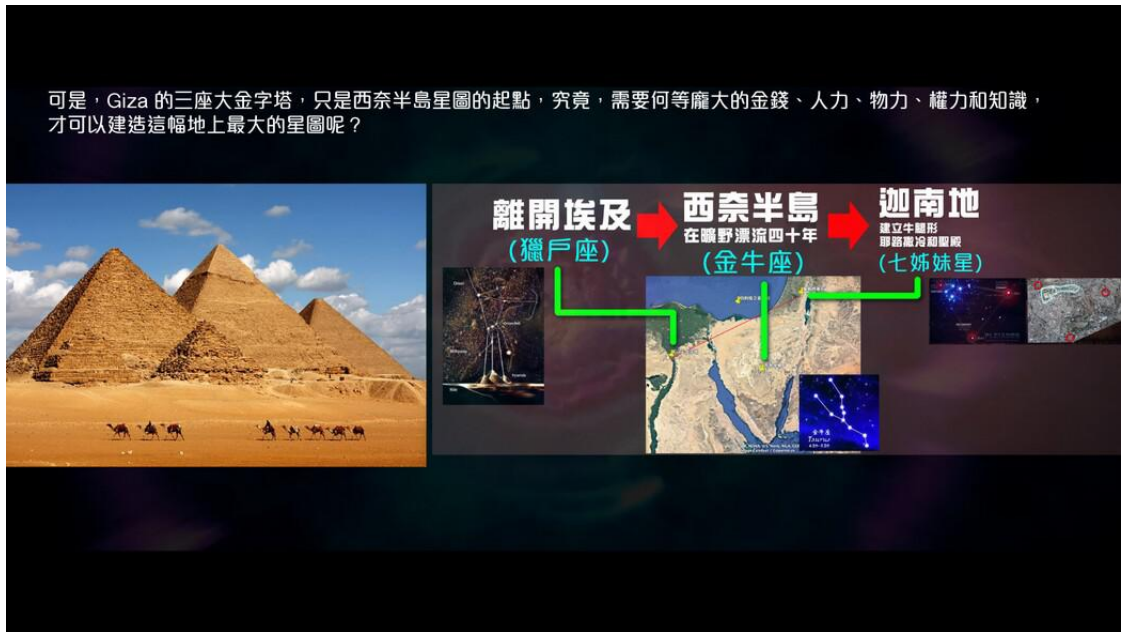 可是，Giza 的三座大金字塔，只是西奈半島星圖的起點，究竟，需要何等龐大的金錢、人力、物力、權力和知識，
才可以建造這幅地上最大的星圖呢？
離開埃及
(獵戶座)
西奈半島
在曠野漂流四十年
(金牛座)
迦南地
建立牛腿形
耶路撒冷和聖殿
(七姊妹星)
金牛座
Taurus